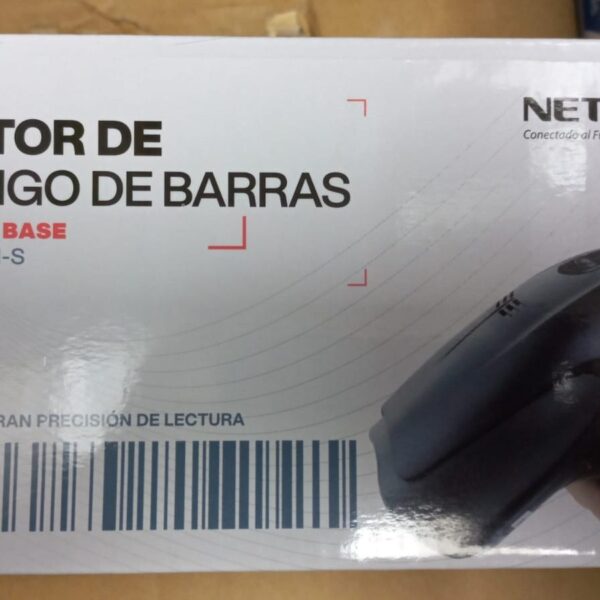 TOR DE
NET
Conectado al F
IGO DE BARRAS
BASE
-S
RAN PRECISIÓN DE LECTURA